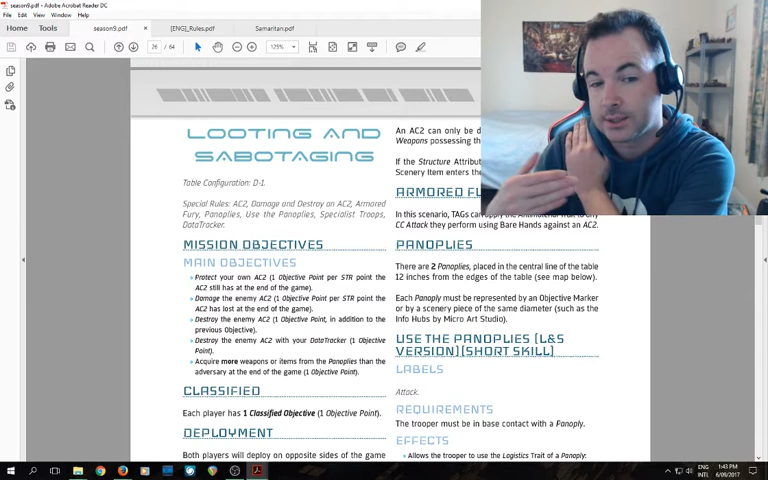 season9.pdf - Adobe Acrobat Reader DC
File Edit View Window Help
Home Tools season9.pdf × [ENG]_Rules.pdf Samaritan.pdf
26 / 64 125%
LOOTING AND
SABOTAGING
Table Configuration: D-1.
Special Rules: AC2, Damage and Destroy an AC2, Armored
Fury, Panoplies, Use the Panoplies, Specialist Troops,
DataTracker.
MISSION OBJECTIVES
MAIN OBJECTIVES
› Protect your own AC2 (1 Objective Point per STR point the
AC2 still has at the end of the game).
› Damage the enemy AC2 (1 Objective Point per STR point the
AC2 has lost at the end of the game).
› Destroy the enemy AC2 (1 Objective Point, in addition to the
previous Objective).
› Destroy the enemy AC2 with your DataTracker (1 Objective
Point).
› Acquire more weapons or items from the Panoplies than the
adversary at the end of the game (1 Objective Point).
CLASSIFIED
Each player has 1 Classified Objective (1 Objective Point).
DEPLOYMENT
Both players will deploy on opposite sides of the game
An AC2 can only be d
Weapons possessing th
If the Structure Attribut
Scenery Item enters the
ARMORED FU
In this scenario, TAGs can apply the Antimaterial Trait to any
CC Attack they perform using Bare Hands against an AC2.
PANOPLIES
There are 2 Panoplies, placed in the central line of the table
12 inches from the edges of the table (see map below).
Each Panoply must be represented by an Objective Marker
or by a scenery piece of the same diameter (such as the
Info Hubs by Micro Art Studio).
USE THE PANOPLIES (L&S
VERSION)(SHORT SKILL)
LABELS
Attack.
REQUIREMENTS
The trooper must be in base contact with a Panoply.
EFFECTS
› Allows the trooper to use the Logistics Trait of a Panoply:
ENG
INTL
1:43 PM
6/09/2017